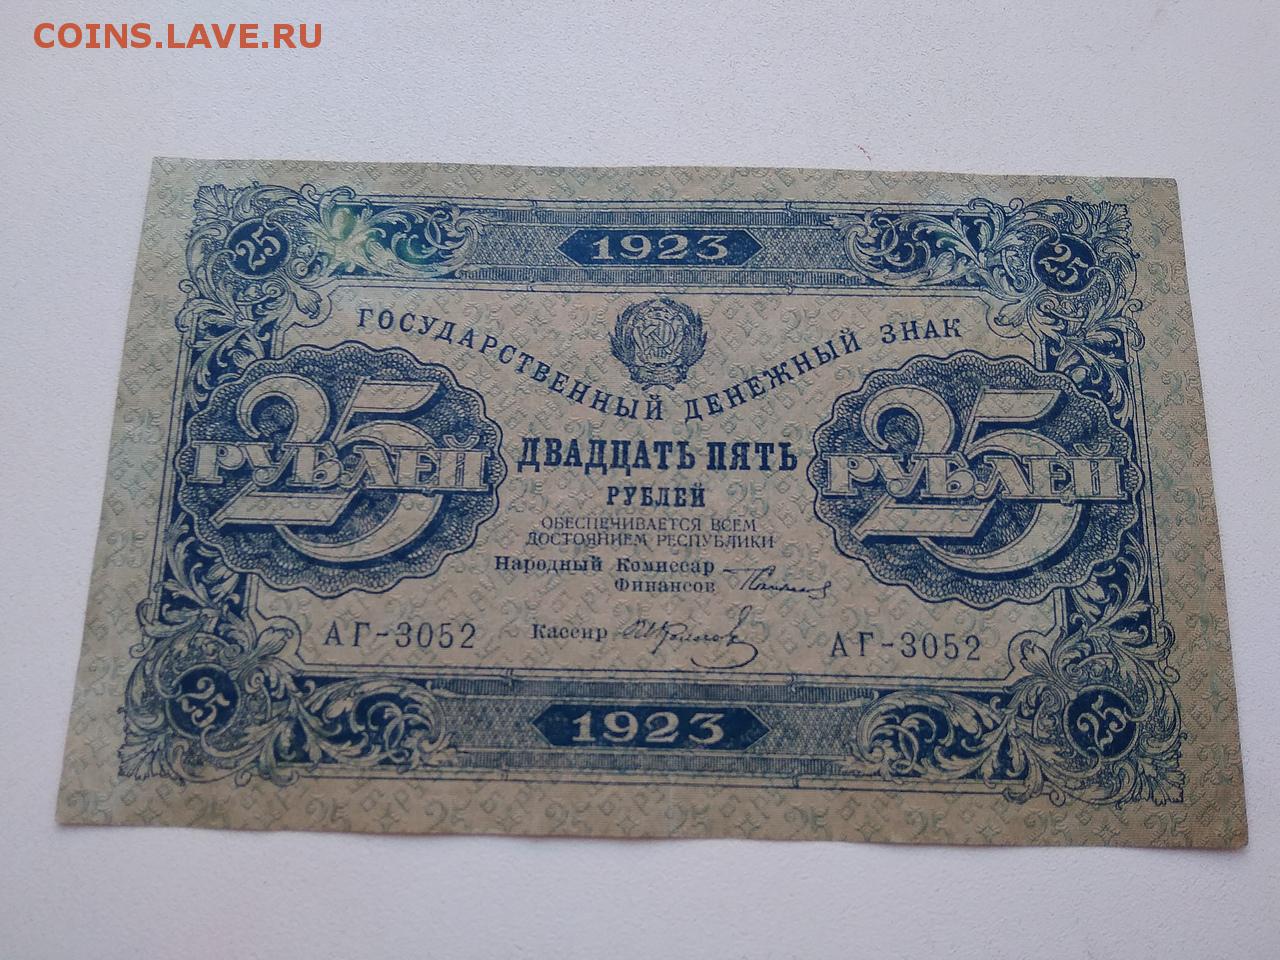 COINS.LAVE.RU
1923
25 25
ГОСУДАРСТВЕННЫЙ ДЕНЕЖНЫЙ ЗНАК
25 РУБЛЕЙ
25 РУБЛЕЙ
ДВАДЦАТЬ ПЯТЬ
РУБЛЕЙ
ОБЕСПЕЧИВАЕТСЯ ВСЕМ
ДОСТОЯНИЕМ РЕСПУБЛИКИ
Народный Комиссар
Финансов
АГ-3052 Кассир АГ-3052
25 25
1923